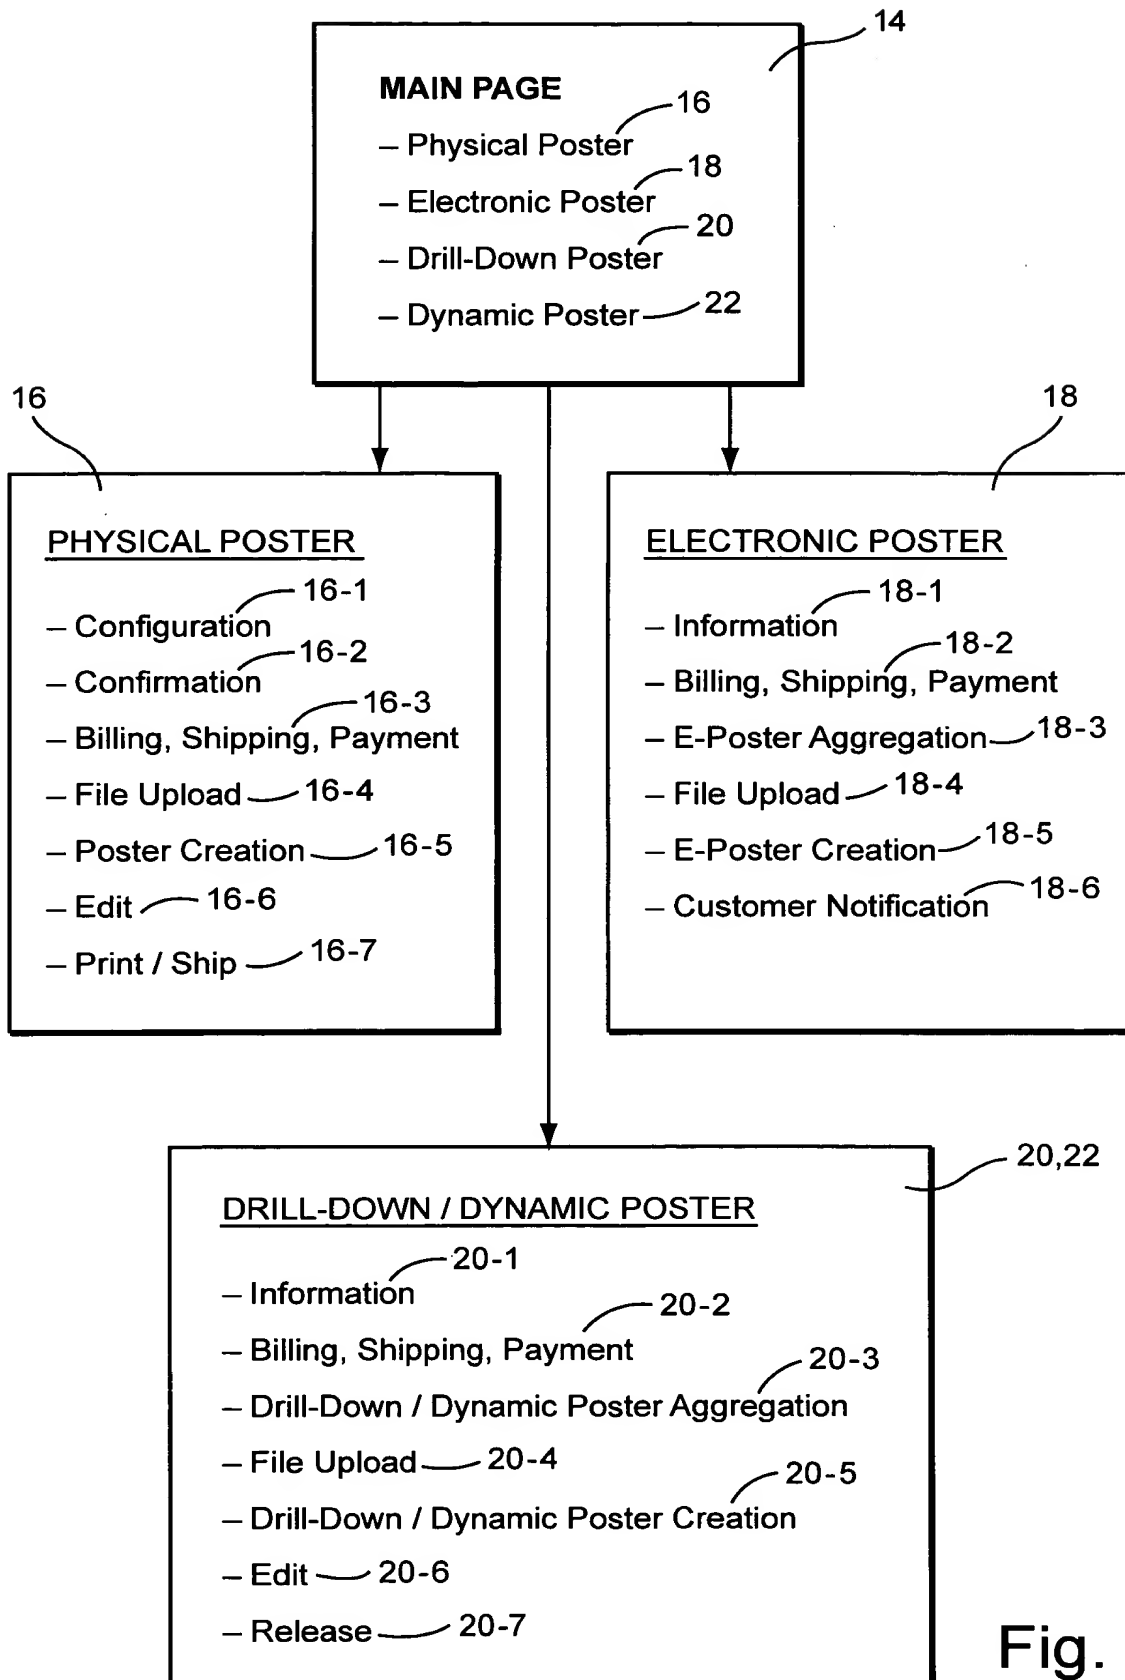 14
MAIN PAGE
16
– Physical Poster
18
– Electronic Poster
20
– Drill-Down Poster
– Dynamic Poster 22
16
PHYSICAL POSTER
16-1
– Configuration
16-2
– Confirmation
16-3
– Billing, Shipping, Payment
– File Upload 16-4
– Poster Creation 16-5
– Edit 16-6
– Print / Ship 16-7
18
ELECTRONIC POSTER
18-1
– Information
18-2
– Billing, Shipping, Payment
– E-Poster Aggregation 18-3
– File Upload 18-4
– E-Poster Creation 18-5
– Customer Notification 18-6
20,22
DRILL-DOWN / DYNAMIC POSTER
20-1
– Information
20-2
– Billing, Shipping, Payment
20-3
– Drill-Down / Dynamic Poster Aggregation
– File Upload 20-4
20-5
– Drill-Down / Dynamic Poster Creation
– Edit 20-6
– Release 20-7
Fig.